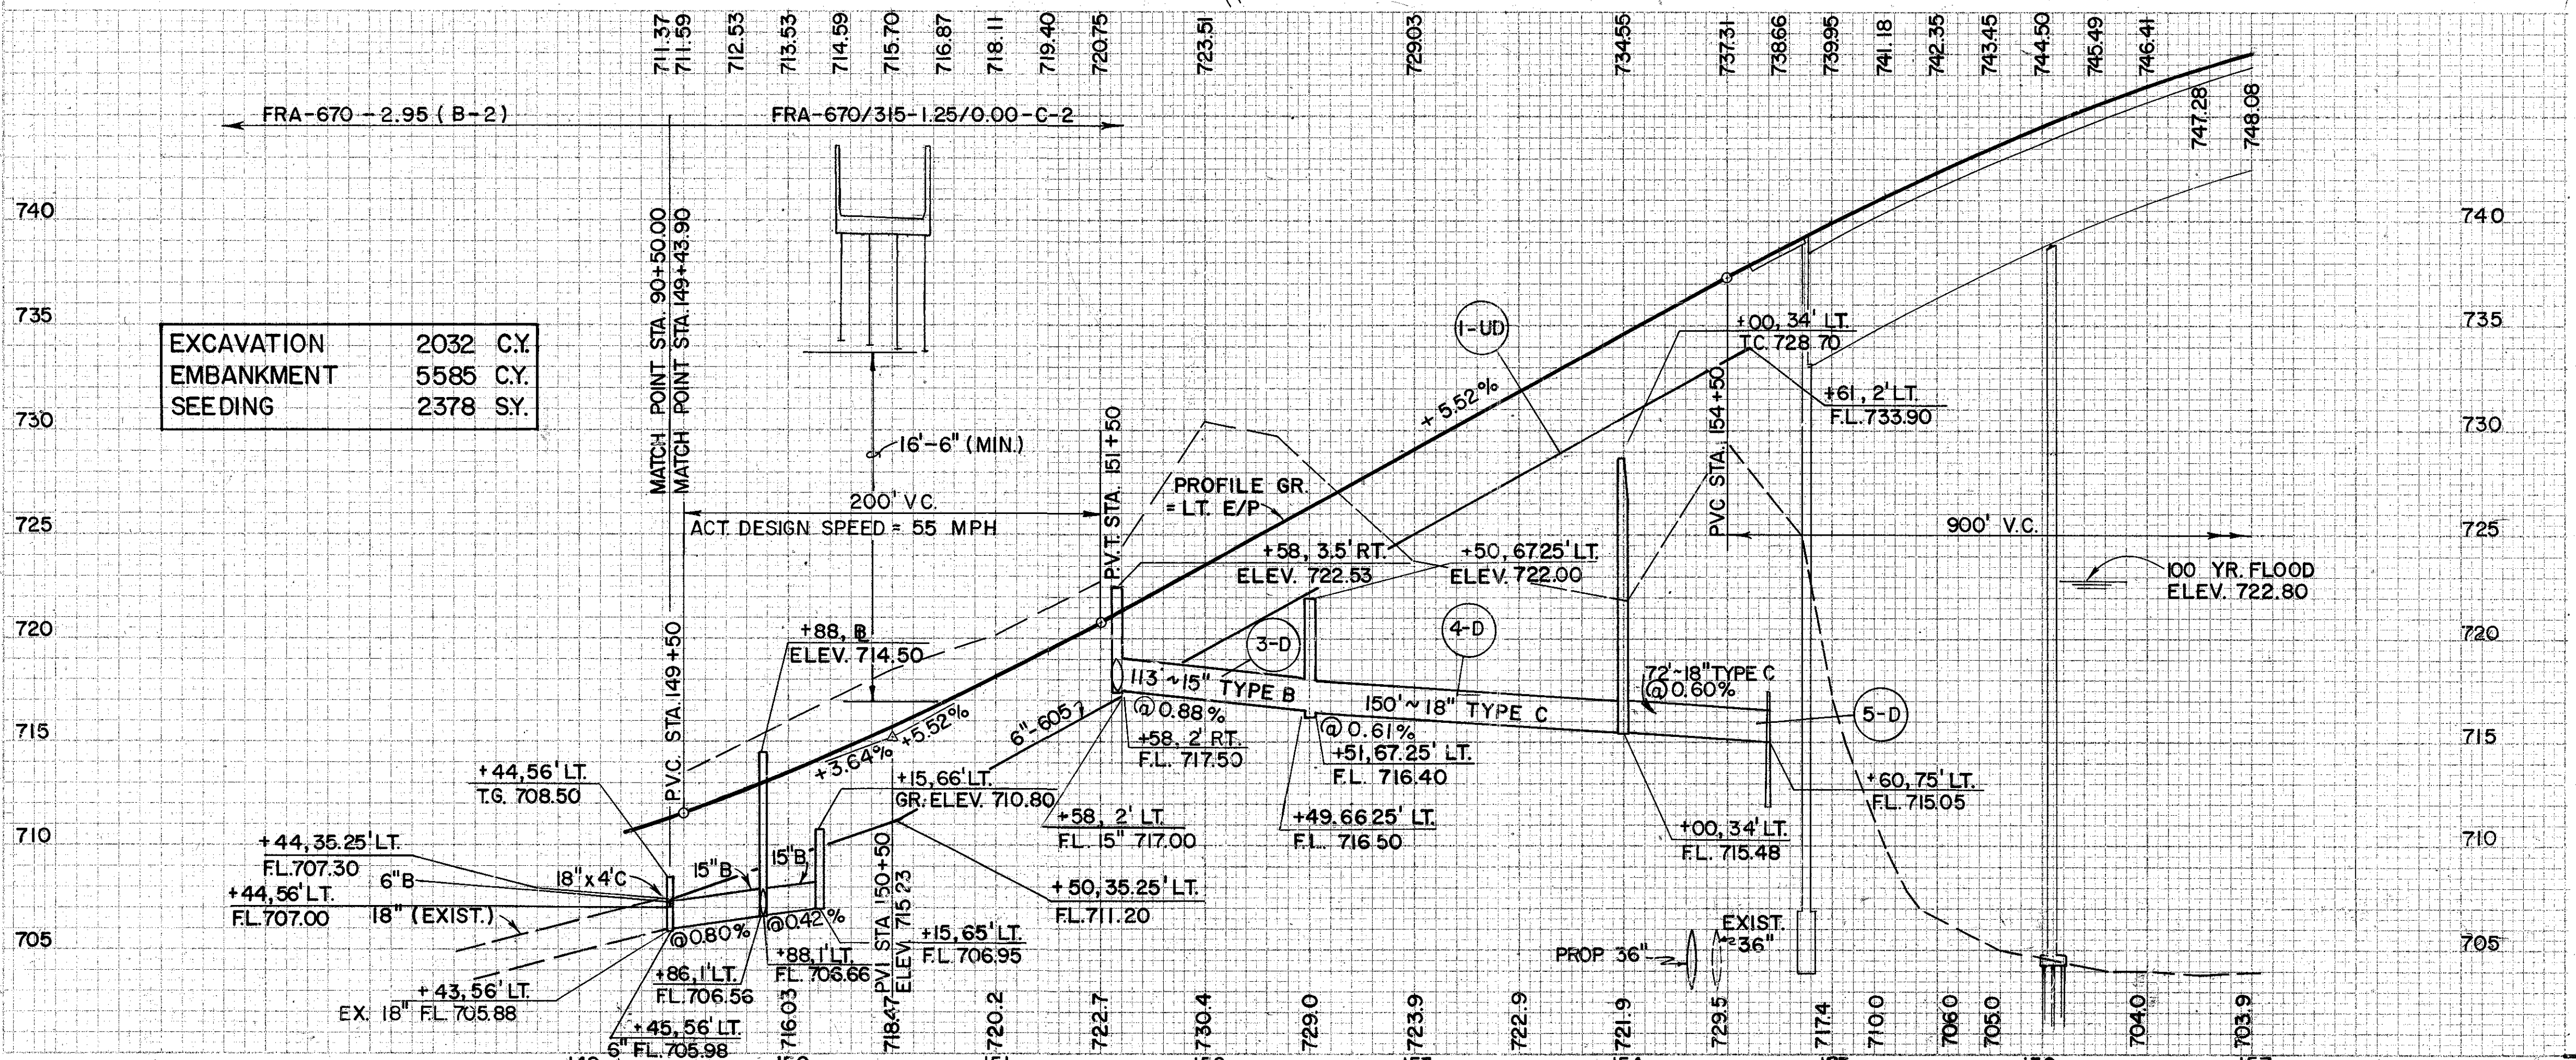 711.37
711.59
712.53
713.53
714.59
715.70
716.87
718.11
719.40
720.75
723.51
729.03
734.55
737.31
738.66
739.95
741.18
742.35
743.45
744.50
745.49
746.41
747.28
748.08
FRA-670-2.95 (B-2)
FRA-670/315-1.25/0.00-C-2
740
740
735
735
730
730
725
725
720
720
715
715
710
710
705
705
EXCAVATION 2032 C.Y.
EMBANKMENT 5585 C.Y.
SEEDING 2378 S.Y.
MATCH POINT STA. 90+50.00
MATCH POINT STA. 149+43.90
16'-6" (MIN.)
200' V.C.
ACT. DESIGN SPEED = 55 MPH
P.V.T. STA. 151+50
PROFILE GR.
= LT. E/P
+5.52%
1-UD
+00, 34' LT.
T.C. 728.70
+61, 2' LT.
F.L. 733.90
PVC STA. 154+50
900' V.C.
100 YR. FLOOD
ELEV. 722.80
+58, 3.5' RT.
ELEV. 722.53
+50, 67.25' LT.
ELEV. 722.00
+88, B
ELEV. 714.50
3-D
4-D
5-D
113'~15" TYPE B
@0.88%
150'~18" TYPE C
@0.61%
72'~18" TYPE C
@0.60%
P.V.C. STA. 149+50
+3.64%
+5.52%
6"-605
+58, 2' RT.
F.L. 717.50
+51, 67.25' LT.
F.L. 716.40
+60, 75' LT.
F.L. 715.05
+44, 56' LT.
T.G. 708.50
+15, 66' LT.
GR. ELEV. 710.80
+58, 2' LT.
F.L. 15" 717.00
+49.66.25' LT.
F.L. 716.50
+00, 34' LT.
F.L. 715.48
+44, 35.25' LT.
F.L. 707.30
6"B
18"x4'C
15"B
15"B
+44, 56' LT.
F.L. 707.00
18" (EXIST.)
@0.80%
@0.42%
+50, 35.25' LT.
F.L. 711.20
PVI STA 150+50
ELEV. 715.23
+15, 65' LT.
F.L. 706.95
+88, 1' LT.
F.L. 706.66
+86, 1' LT.
F.L. 706.56
+43, 56' LT.
EX. 18" F.L. 705.88
+45, 56' LT.
6" F.L. 705.98
PROP 36"
EXIST.
36"
716.03
718.47
720.2
722.7
730.4
729.0
723.9
722.9
721.9
729.5
717.4
710.0
706.0
705.0
704.0
703.9